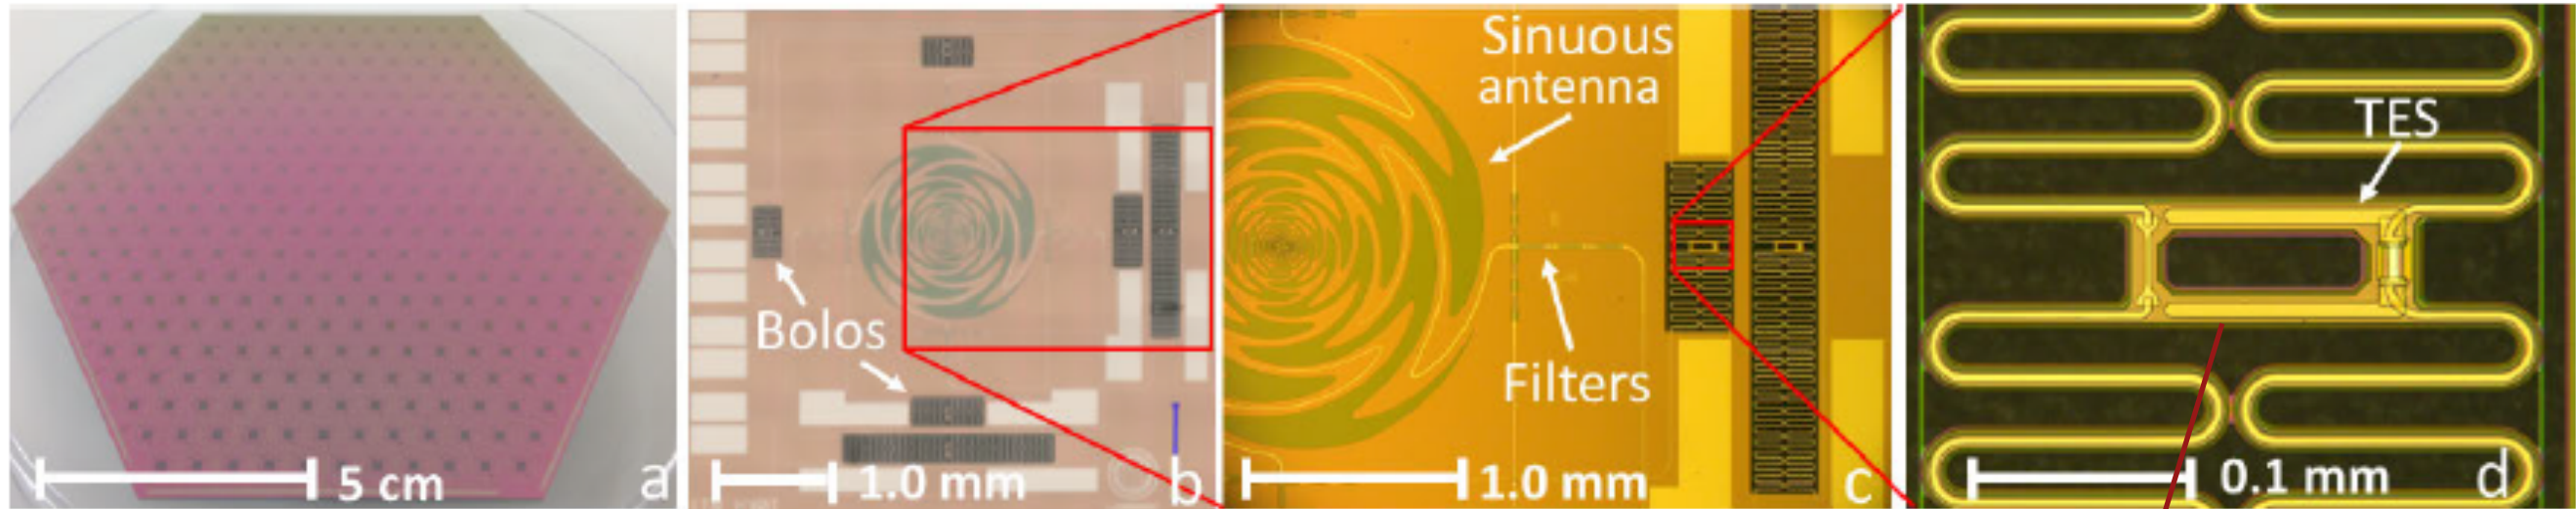 5 cm
a
Bolos
1.0 mm
b
Sinuous
antenna
Filters
1.0 mm
c
TES
0.1 mm
d